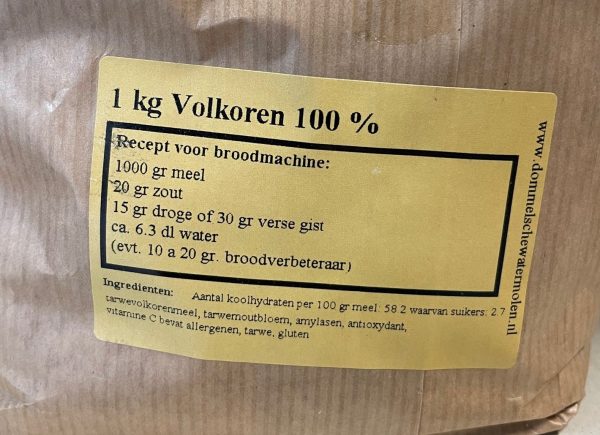 1 kg Volkoren 100 %
Recept voor broodmachine:
1000 gr meel
20 gr zout
15 gr droge of 30 gr verse gist
ca. 6.3 dl water
(evt. 10 a 20 gr. broodverbeteraar)
Ingredienten: Aantal koolhydraten per 100 gr meel: 58.2 waarvan suikers: 2.7
tarwevolkorenmeel, tarwemoutbloem, amylasen, antioxydant,
vitamine C bevat allergenen, tarwe, gluten
www.dommelschewatermolen.nl